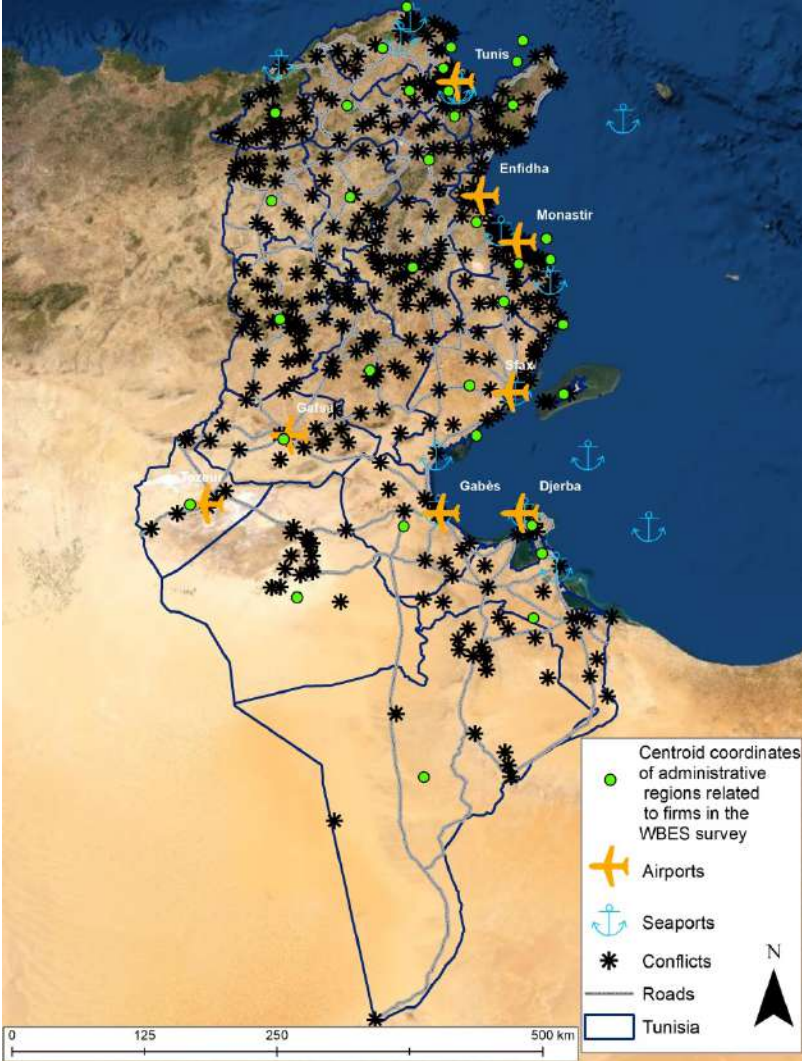 Tunis
Enfidha
Monastir
Sfax
Gafsa
Tozeur
Gabès
Djerba
Centroid coordinates
of administrative
regions related
to firms in the
WBES survey
Airports
Seaports
Conflicts
Roads
Tunisia
N
0 125 250 500 km